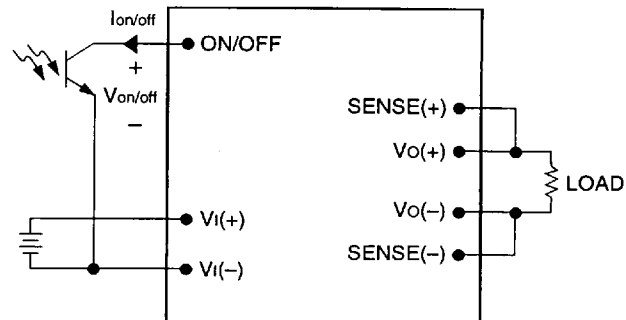 Ion/off
ON/OFF
+
Von/off
−
SENSE(+)
VO(+)
LOAD
VI(+)
VO(−)
VI(−)
SENSE(−)